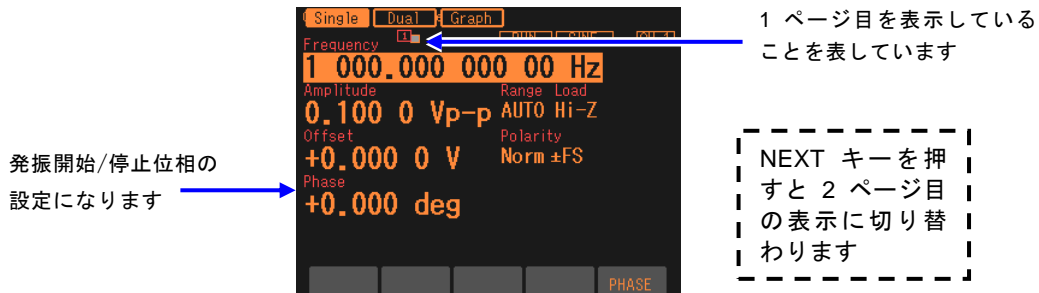 Single Dual Graph
1 ページ目を表示している
ことを表しています
1
Frequency
1 000.000 000 00 Hz
Amplitude Range Load
0.100 0 Vp-p AUTO Hi-Z
Offset Polarity
+0.000 0 V Norm ±FS
発振開始/停止位相の
設定になります
Phase
+0.000 deg
NEXT キーを押
すと 2 ページ目
の表示に切り替
わります
PHASE